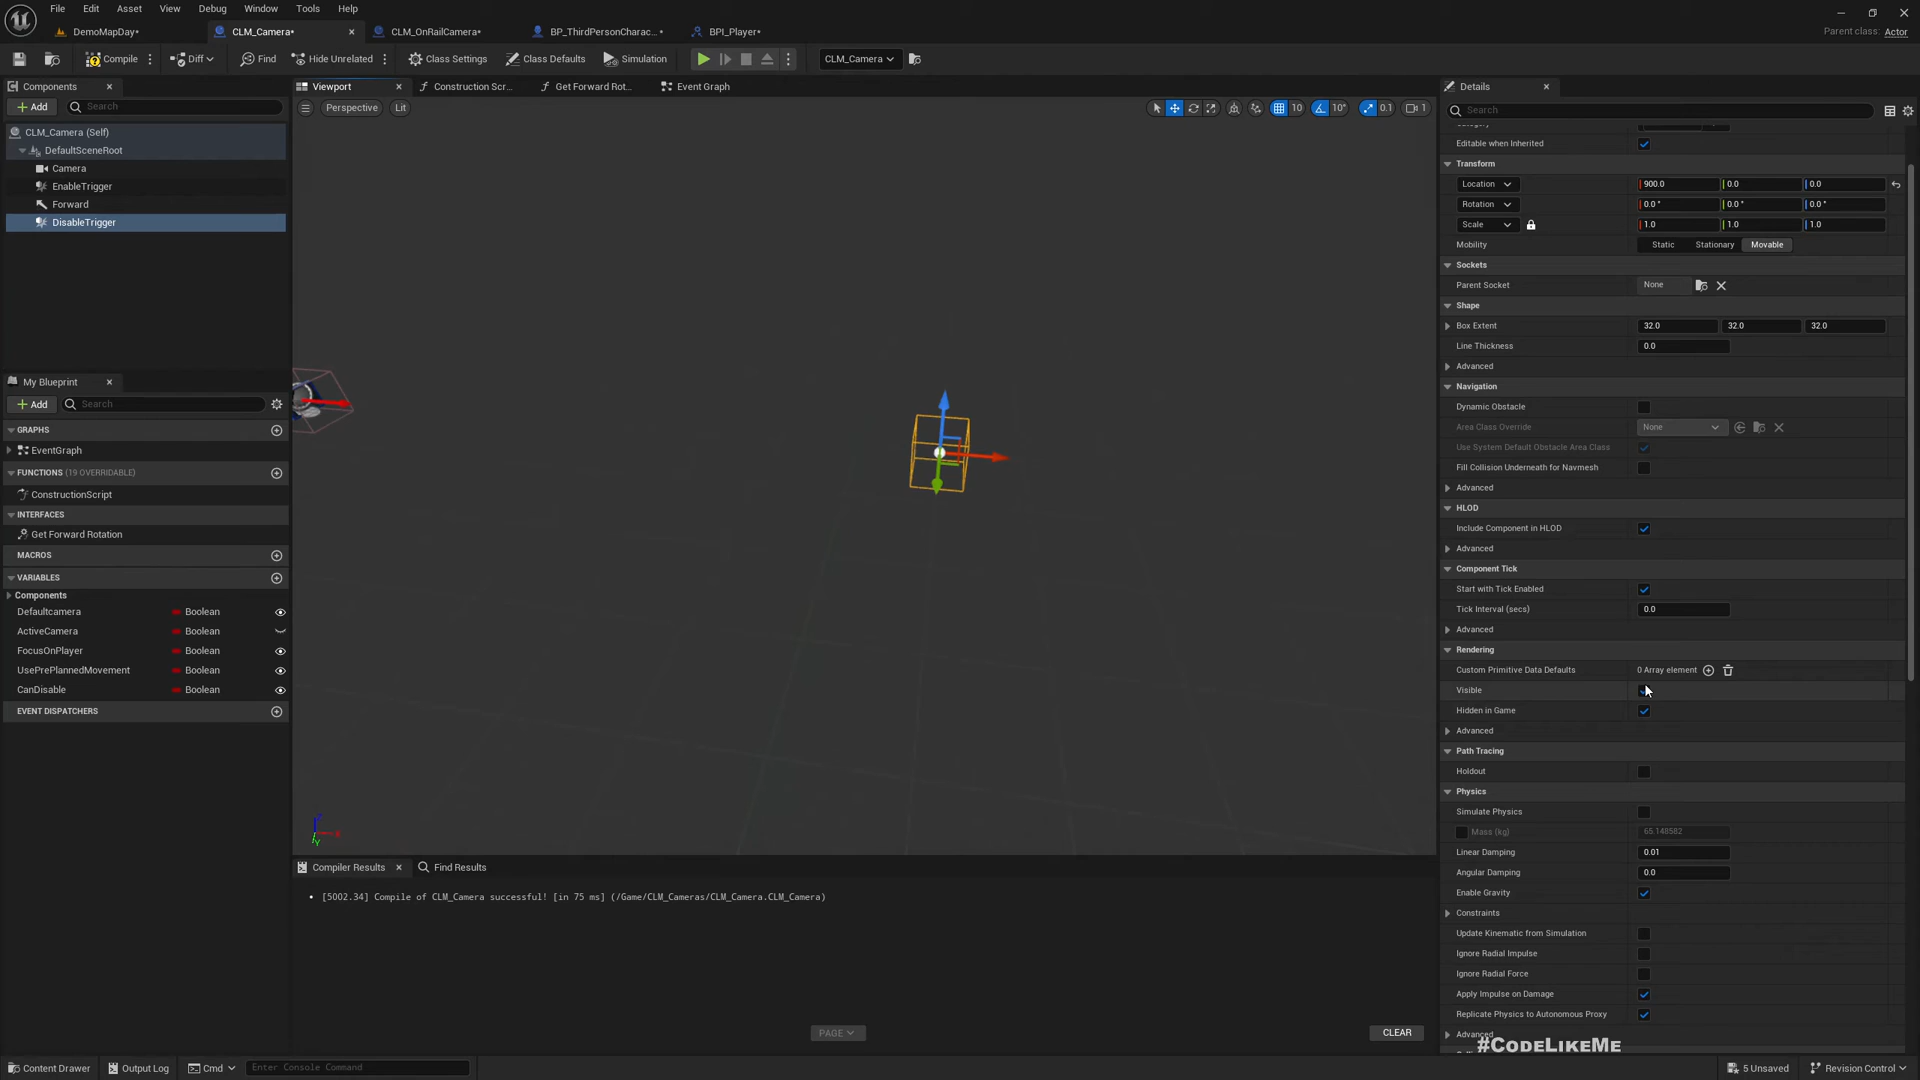 File Edit Asset View Debug Window Tools Help
Parent class: Actor
DemoMapDay•
CLM_Camera•
CLM_OnRailCamera•
BP_ThirdPersonCharac...•
BPI_Player•
Compile
Diff
Find
Hide Unrelated
Class Settings
Class Defaults
Simulation
CLM_Camera
Components
Add
Search
CLM_Camera (Self)
DefaultSceneRoot
Camera
EnableTrigger
Forward
DisableTrigger
My Blueprint
Add
Search
GRAPHS
EventGraph
FUNCTIONS (19 OVERRIDABLE)
ConstructionScript
INTERFACES
Get Forward Rotation
MACROS
VARIABLES
Components
Defaultcamera Boolean
ActiveCamera Boolean
FocusOnPlayer Boolean
UsePrePlannedMovement Boolean
CanDisable Boolean
EVENT DISPATCHERS
Viewport
Construction Scr...
Get Forward Rot...
Event Graph
Perspective
Lit
10
10°
0.1
1
Compiler Results
Find Results
[5002.34] Compile of CLM_Camera successful! [in 75 ms] (/Game/CLM_Cameras/CLM_Camera.CLM_Camera)
PAGE
CLEAR
Details
Search
Editable when Inherited
Transform
Location 900.0 0.0 0.0
Rotation 0.0 ° 0.0 ° 0.0 °
Scale 1.0 1.0 1.0
Mobility Static Stationary Movable
Sockets
Parent Socket None
Shape
Box Extent 32.0 32.0 32.0
Line Thickness 0.0
Advanced
Navigation
Dynamic Obstacle
Area Class Override None
Use System Default Obstacle Area Class
Fill Collision Underneath for Navmesh
Advanced
HLOD
Include Component in HLOD
Advanced
Component Tick
Start with Tick Enabled
Tick Interval (secs) 0.0
Advanced
Rendering
Custom Primitive Data Defaults 0 Array element
Visible
Hidden in Game
Advanced
Path Tracing
Holdout
Physics
Simulate Physics
Mass (kg) 65.148582
Linear Damping 0.01
Angular Damping 0.0
Enable Gravity
Constraints
Update Kinematic from Simulation
Ignore Radial Impulse
Ignore Radial Force
Apply Impulse on Damage
Replicate Physics to Autonomous Proxy
Advanced
#CodeLikeMe
Content Drawer
Output Log
Cmd
Enter Console Command
5 Unsaved
Revision Control